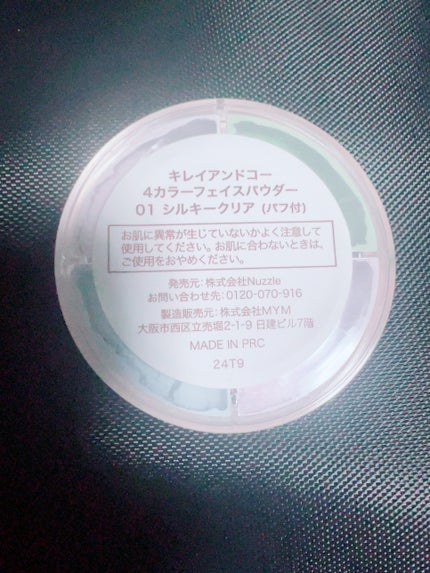 キレイアンドコー
4カラーフェイスパウダー
01 シルキークリア (パフ付)
お肌に異常が生じていないかよく注意して
使用してください。お肌に合わないときは、
ご使用をおやめください。
発売元:株式会社Nuzzle
お問い合わせ先:0120-070-916
製造販売元:株式会社MYM
大阪市西区立売堀2-1-9 日建ビル7階
MADE IN PRC
24T9